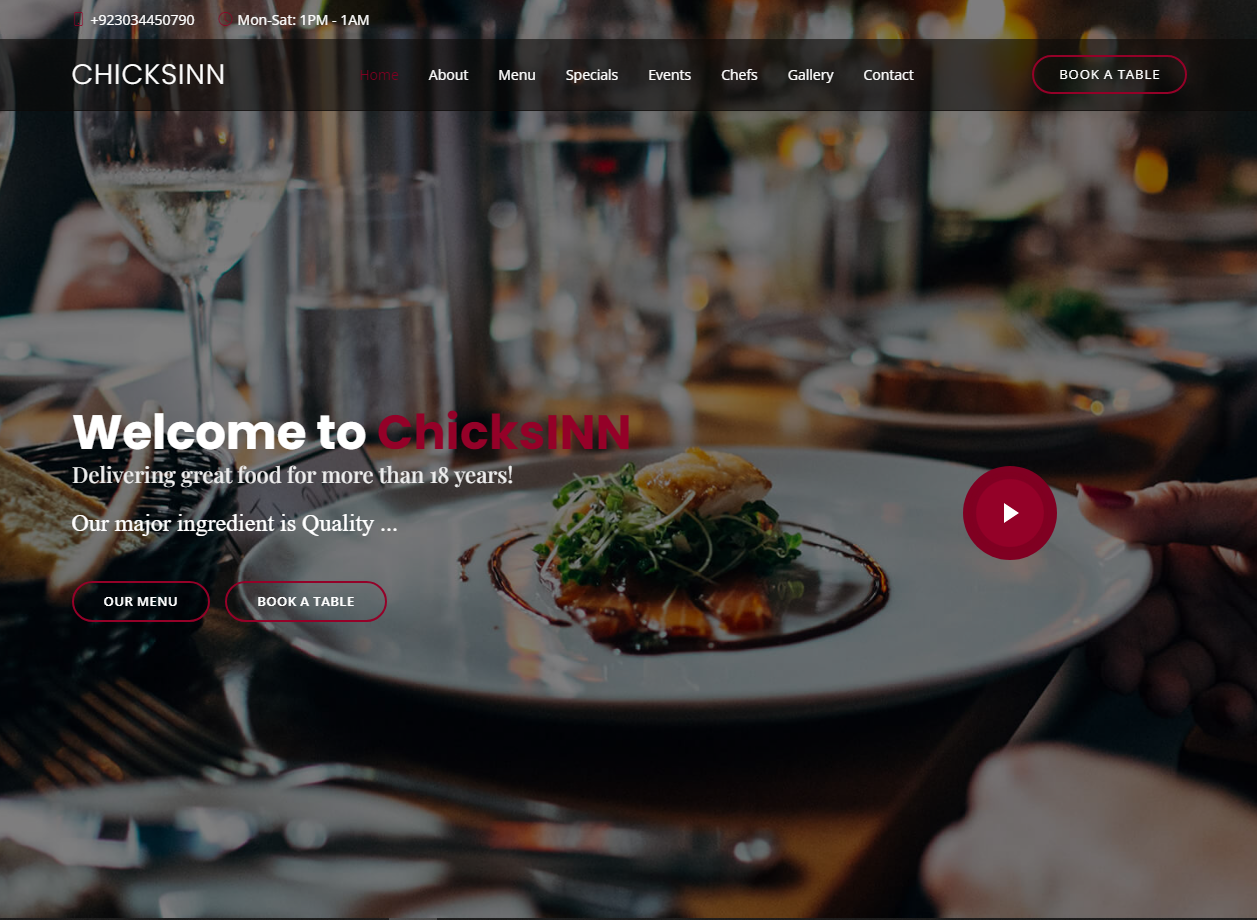 +923034450790 Mon-Sat: 1PM - 1AM
CHICKSINN Home About Menu Specials Events Chefs Gallery Contact BOOK A TABLE
Welcome to ChicksINN
Delivering great food for more than 18 years!
Our major ingredient is Quality ...
OUR MENU BOOK A TABLE